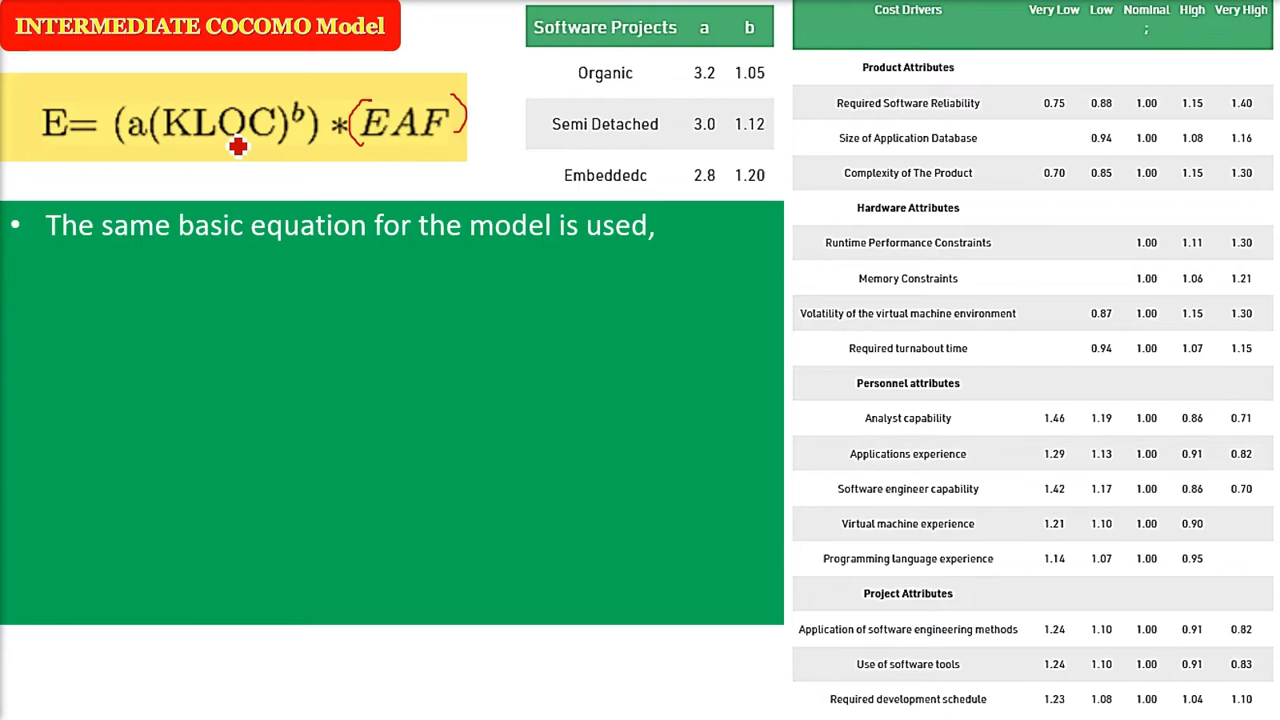 INTERMEDIATE COCOMO Model
E= (a(KLOC)^b) * (EAF)
Software Projects a b
Organic 3.2 1.05
Semi Detached 3.0 1.12
Embeddedc 2.8 1.20
• The same basic equation for the model is used,
Cost Drivers Very Low Low Nominal High Very High
;
Product Attributes
Required Software Reliability 0.75 0.88 1.00 1.15 1.40
Size of Application Database 0.94 1.00 1.08 1.16
Complexity of The Product 0.70 0.85 1.00 1.15 1.30
Hardware Attributes
Runtime Performance Constraints 1.00 1.11 1.30
Memory Constraints 1.00 1.06 1.21
Volatility of the virtual machine environment 0.87 1.00 1.15 1.30
Required turnabout time 0.94 1.00 1.07 1.15
Personnel attributes
Analyst capability 1.46 1.19 1.00 0.86 0.71
Applications experience 1.29 1.13 1.00 0.91 0.82
Software engineer capability 1.42 1.17 1.00 0.86 0.70
Virtual machine experience 1.21 1.10 1.00 0.90
Programming language experience 1.14 1.07 1.00 0.95
Project Attributes
Application of software engineering methods 1.24 1.10 1.00 0.91 0.82
Use of software tools 1.24 1.10 1.00 0.91 0.83
Required development schedule 1.23 1.08 1.00 1.04 1.10